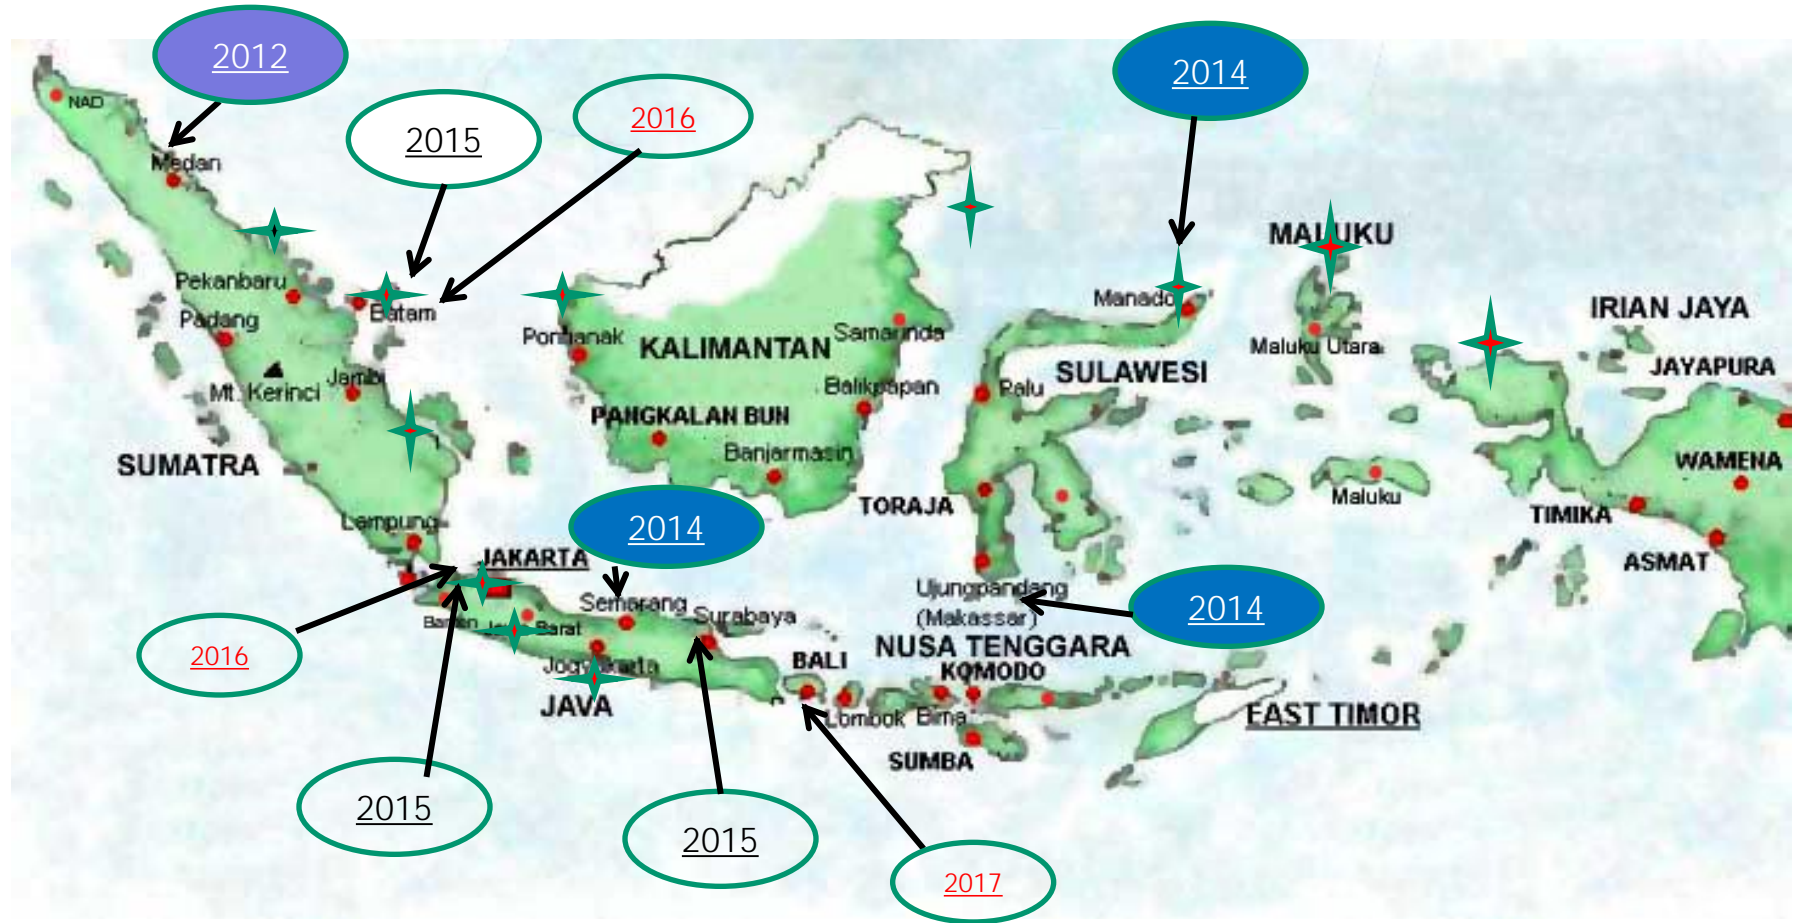 2012
2014
NAD
2015
2016
Medan
MALUKU
Pekanbaru
Batam
Padang
Manado
IRIAN JAYA
Pontianak
KALIMANTAN
Samarinda
Maluku Utara
JAYAPURA
Mt. Kerinci
Jambi
SULAWESI
Palu
Balikpapan
PANGKALAN BUN
Banjarmasin
SUMATRA
WAMENA
Maluku
TORAJA
TIMIKA
Lampung
2014
JAKARTA
ASMAT
Ujungpandang
(Makassar)
2014
Semarang
Surabaya
Barat
2016
NUSA TENGGARA
Jogyakarta
BALI
KOMODO
JAVA
Lombok
Bima
EAST TIMOR
SUMBA
2015
2015
2017